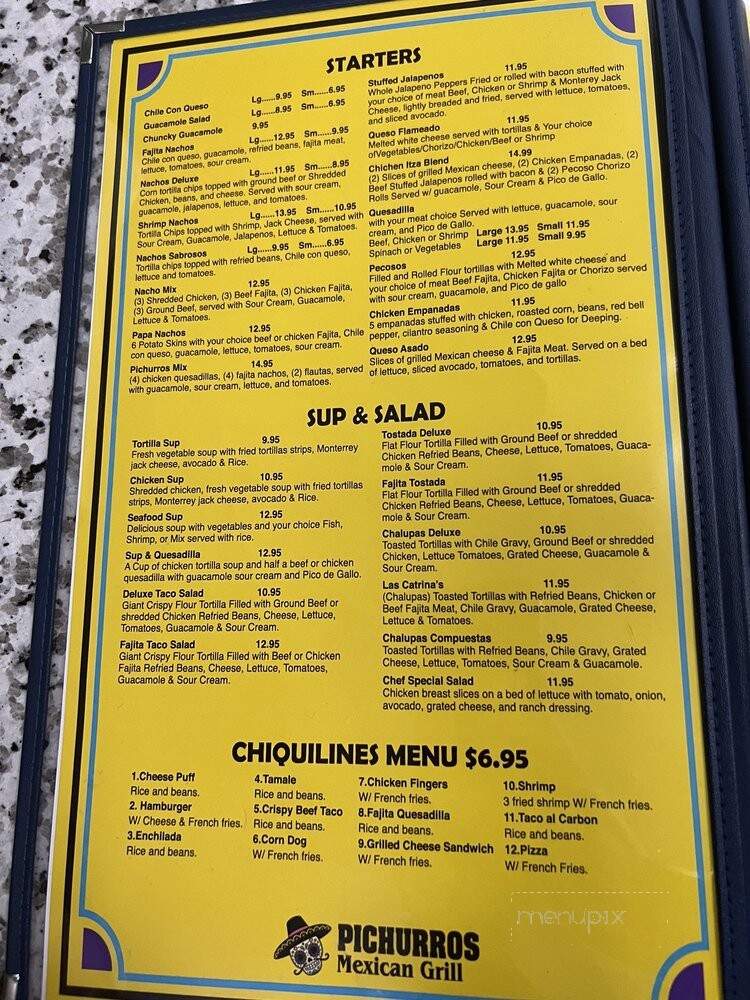 STARTERS
Chile Con Queso Lg......9.95 Sm......6.95
Guacamole Salad Lg......8.95 Sm......6.95
Chuncky Guacamole 9.95
Fajita Nachos Lg......12.95 Sm......9.95
Chile con queso, guacamole, refried beans, fajita meat,
lettuce, tomatoes, sour cream.
Nachos Deluxe Lg......11.95 Sm......8.95
Corn tortilla chips topped with ground beef or Shredded
Chicken, beans, and cheese. Served with sour cream,
guacamole, jalapenos, lettuce, and tomatoes.
Shrimp Nachos Lg......13.95 Sm......10.95
Tortilla Chips topped with Shrimp, Jack Cheese, served with
Sour Cream, Guacamole, Jalapenos, Lettuce & Tomatoes.
Nachos Sabrosos Lg......9.95 Sm......6.95
Tortilla chips topped with refried beans, Chile con queso,
lettuce and tomatoes.
Nacho Mix 12.95
(3) Shredded Chicken, (3) Beef Fajita, (3) Chicken Fajita,
(3) Ground Beef, served with Sour Cream, Guacamole,
Lettuce & Tomatoes.
Papa Nachos 12.95
6 Potato Skins with your choice beef or chicken Fajita, Chile
con queso, guacamole, lettuce, tomatoes, sour cream.
Pichurros Mix 14.95
(4) chicken quesadillas, (4) fajita nachos, (2) flautas, served
with guacamole, sour cream, lettuce, and tomatoes.
Stuffed Jalapenos 11.95
Whole Jalapeno Peppers Fried or rolled with bacon stuffed with
your choice of meat Beef, Chicken or Shrimp & Monterey Jack
Cheese, lightly breaded and fried, served with lettuce, tomatoes,
and sliced avocado.
Queso Flameado 11.95
Melted white cheese served with tortillas & Your choice
ofVegetables/Chorizo/Chicken/Beef or Shrimp
Chichen Itza Blend 14.99
(2) Slices of grilled Mexican cheese, (2) Chicken Empanadas, (2)
Beef Stuffed Jalapenos rolled with bacon & (2) Pecoso Chorizo
Rolls Served w/ guacamole, Sour Cream & Pico de Gallo.
Quesadilla
with your meat choice Served with lettuce, guacamole, sour
cream, and Pico de Gallo.
Beef, Chicken or Shrimp Large 13.95 Small 11.95
Spinach or Vegetables Large 11.95 Small 9.95
Pecosos 12.95
Filled and Rolled Flour tortillas with Melted white cheese and
your choice of meat Beef Fajita, Chicken Fajita or Chorizo served
with sour cream, guacamole, and Pico de gallo
Chicken Empanadas 11.95
5 empanadas stuffed with chicken, roasted corn, beans, red bell
pepper, cilantro seasoning & Chile con Queso for Deeping.
Queso Asado 12.95
Slices of grilled Mexican cheese & Fajita Meat. Served on a bed
of lettuce, sliced avocado, tomatoes, and tortillas.
SUP & SALAD
Tortilla Sup 9.95
Fresh vegetable soup with fried tortillas strips, Monterrey
jack cheese, avocado & Rice.
Chicken Sup 10.95
Shredded chicken, fresh vegetable soup with fried tortillas
strips, Monterrey jack cheese, avocado & Rice.
Seafood Sup 12.95
Delicious soup with vegetables and your choice Fish,
Shrimp, or Mix served with rice.
Sup & Quesadilla 12.95
A Cup of chicken tortilla soup and half a beef or chicken
quesadilla with guacamole sour cream and Pico de Gallo.
Deluxe Taco Salad 10.95
Giant Crispy Flour Tortilla Filled with Ground Beef or
shredded Chicken Refried Beans, Cheese, Lettuce,
Tomatoes, Guacamole & Sour Cream.
Fajita Taco Salad 12.95
Giant Crispy Flour Tortilla Filled with Beef or Chicken
Fajita Refried Beans, Cheese, Lettuce, Tomatoes,
Guacamole & Sour Cream.
Tostada Deluxe 10.95
Flat Flour Tortilla Filled with Ground Beef or shredded
Chicken Refried Beans, Cheese, Lettuce, Tomatoes, Guaca-
mole & Sour Cream.
Fajita Tostada 11.95
Flat Flour Tortilla Filled with Ground Beef or shredded
Chicken Refried Beans, Cheese, Lettuce, Tomatoes, Guaca-
mole & Sour Cream.
Chalupas Deluxe 10.95
Toasted Tortillas with Chile Gravy, Ground Beef or shredded
Chicken, Lettuce Tomatoes, Grated Cheese, Guacamole &
Sour Cream.
Las Catrina's 11.95
(Chalupas) Toasted Tortillas with Refried Beans, Chicken or
Beef Fajita Meat, Chile Gravy, Guacamole, Grated Cheese,
Lettuce & Tomatoes.
Chalupas Compuestas 9.95
Toasted Tortillas with Refried Beans, Chile Gravy, Grated
Cheese, Lettuce, Tomatoes, Sour Cream & Guacamole.
Chef Special Salad 11.95
Chicken breast slices on a bed of lettuce with tomato, onion,
avocado, grated cheese, and ranch dressing.
CHIQUILINES MENU $6.95
1.Cheese Puff
Rice and beans.
2. Hamburger
W/ Cheese & French fries.
3.Enchilada
Rice and beans.
4.Tamale
Rice and beans.
5.Crispy Beef Taco
Rice and beans.
6.Corn Dog
W/ French fries.
7.Chicken Fingers
W/ French fries.
8.Fajita Quesadilla
Rice and beans.
9.Grilled Cheese Sandwich
W/ French fries.
10.Shrimp
3 fried shrimp W/ French fries.
11.Taco al Carbon
Rice and beans.
12.Pizza
W/ French Fries.
PICHURROS
Mexican Grill
menupix